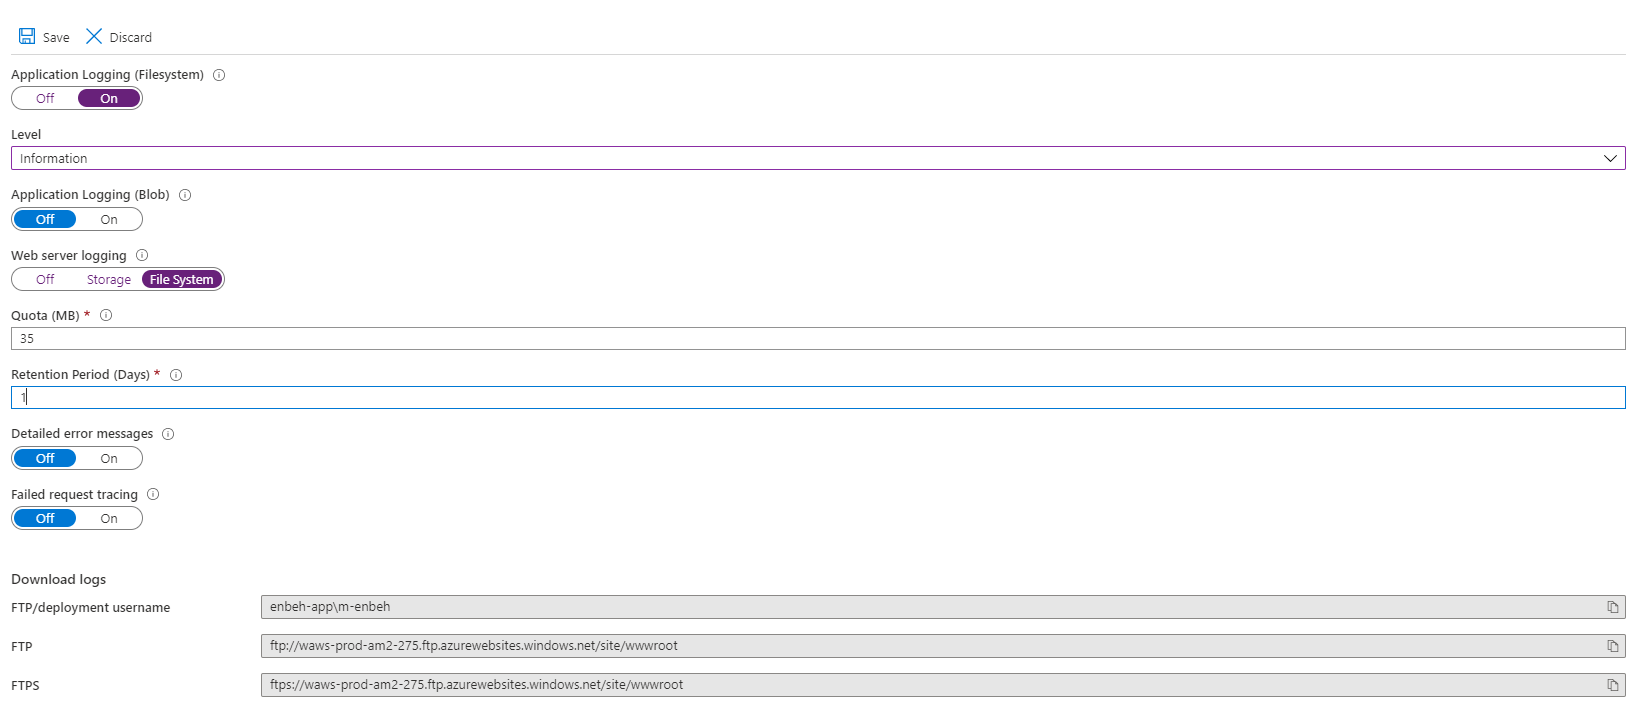 Save Discard
Application Logging (Filesystem)
Off On
Level
Information
Application Logging (Blob)
Off On
Web server logging
Off Storage File System
Quota (MB) *
35
Retention Period (Days) *
1
Detailed error messages
Off On
Failed request tracing
Off On
Download logs
FTP/deployment username enbeh-app\m-enbeh
FTP ftp://waws-prod-am2-275.ftp.azurewebsites.windows.net/site/wwwroot
FTPS ftps://waws-prod-am2-275.ftp.azurewebsites.windows.net/site/wwwroot